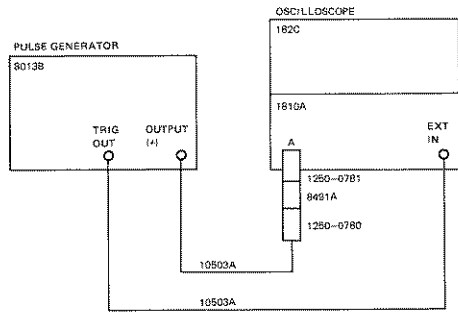 OSCILLOSCOPE
182C
PULSE GENERATOR
8013B
1810A
TRIG OUT
OUTPUT (+)
A
EXT IN
1250-0781
8491A
1250-0780
10503A
10503A